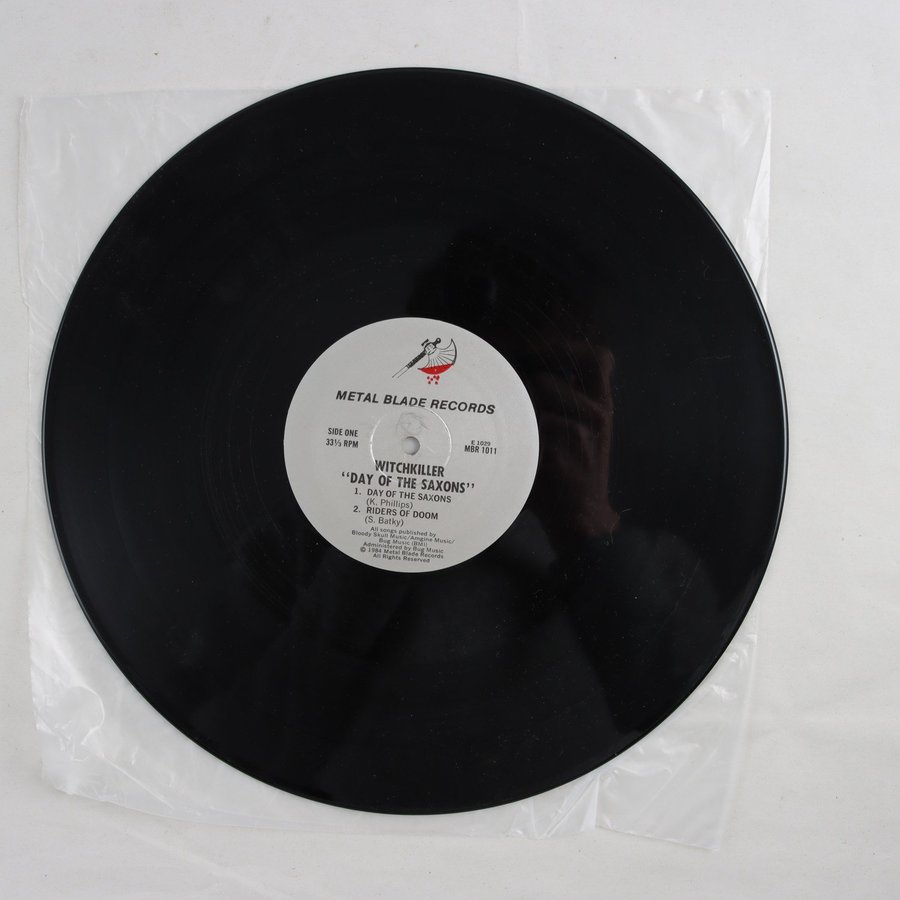 METAL BLADE RECORDS
SIDE ONE
33⅓ RPM
E 1029
MBR 1011
WITCHKILLER
“DAY OF THE SAXONS”
1. DAY OF THE SAXONS
(K. Phillips)
2. RIDERS OF DOOM
(S. Batky)
All songs published by
Bloody Skull Music/Amgine Music/
Bug Music (BMI)
Administered by Bug Music
© 1984 Metal Blade Records
All Rights Reserved